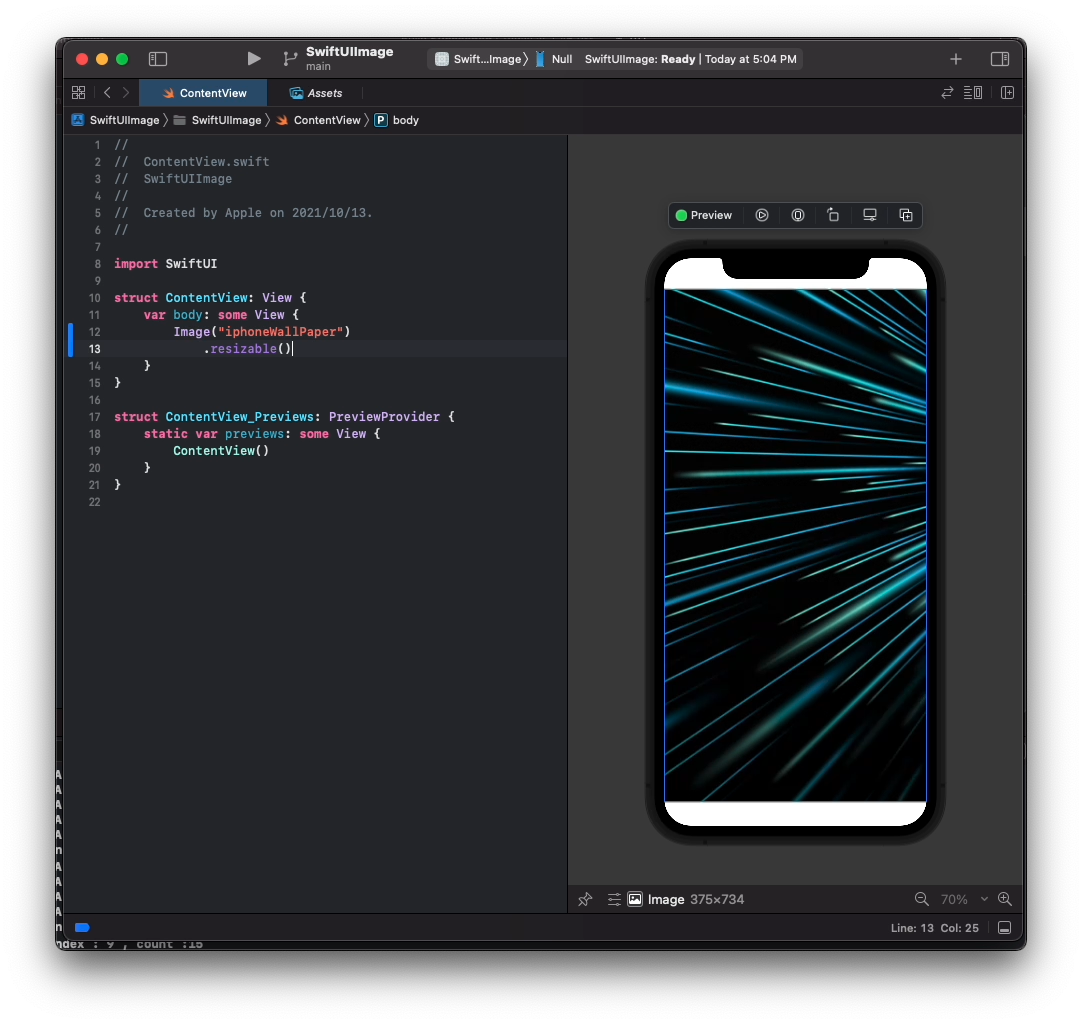 SwiftUIImage
main
Swift...Image〉 Null SwiftUIImage: Ready | Today at 5:04 PM
ContentView
Assets
SwiftUIImage 〉 SwiftUIImage 〉 ContentView 〉 P body
1 //
2 //  ContentView.swift
3 //  SwiftUIImage
4 //
5 //  Created by Apple on 2021/10/13.
6 //
7
8 import SwiftUI
9
10 struct ContentView: View {
11     var body: some View {
12         Image("iphoneWallPaper")
13             .resizable()
14     }
15 }
16
17 struct ContentView_Previews: PreviewProvider {
18     static var previews: some View {
19         ContentView()
20     }
21 }
22
Preview
Image 375×734
70%
Line: 13 Col: 25